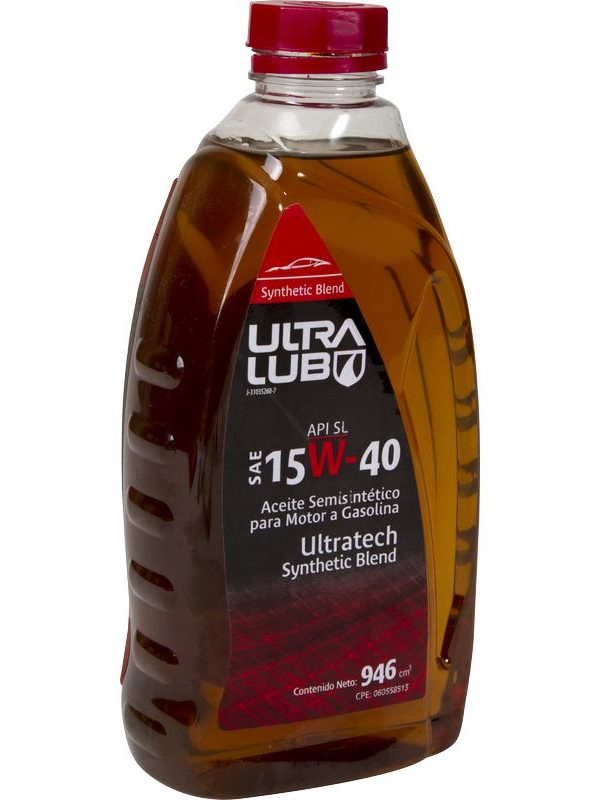 Synthetic Blend
ULTRA
LUB
J-31035260-7
API SL
SAE 15W-40
Aceite Semisintético
para Motor a Gasolina
Ultratech
Synthetic Blend
Contenido Neto: 946 cm³
CPE: 060558513